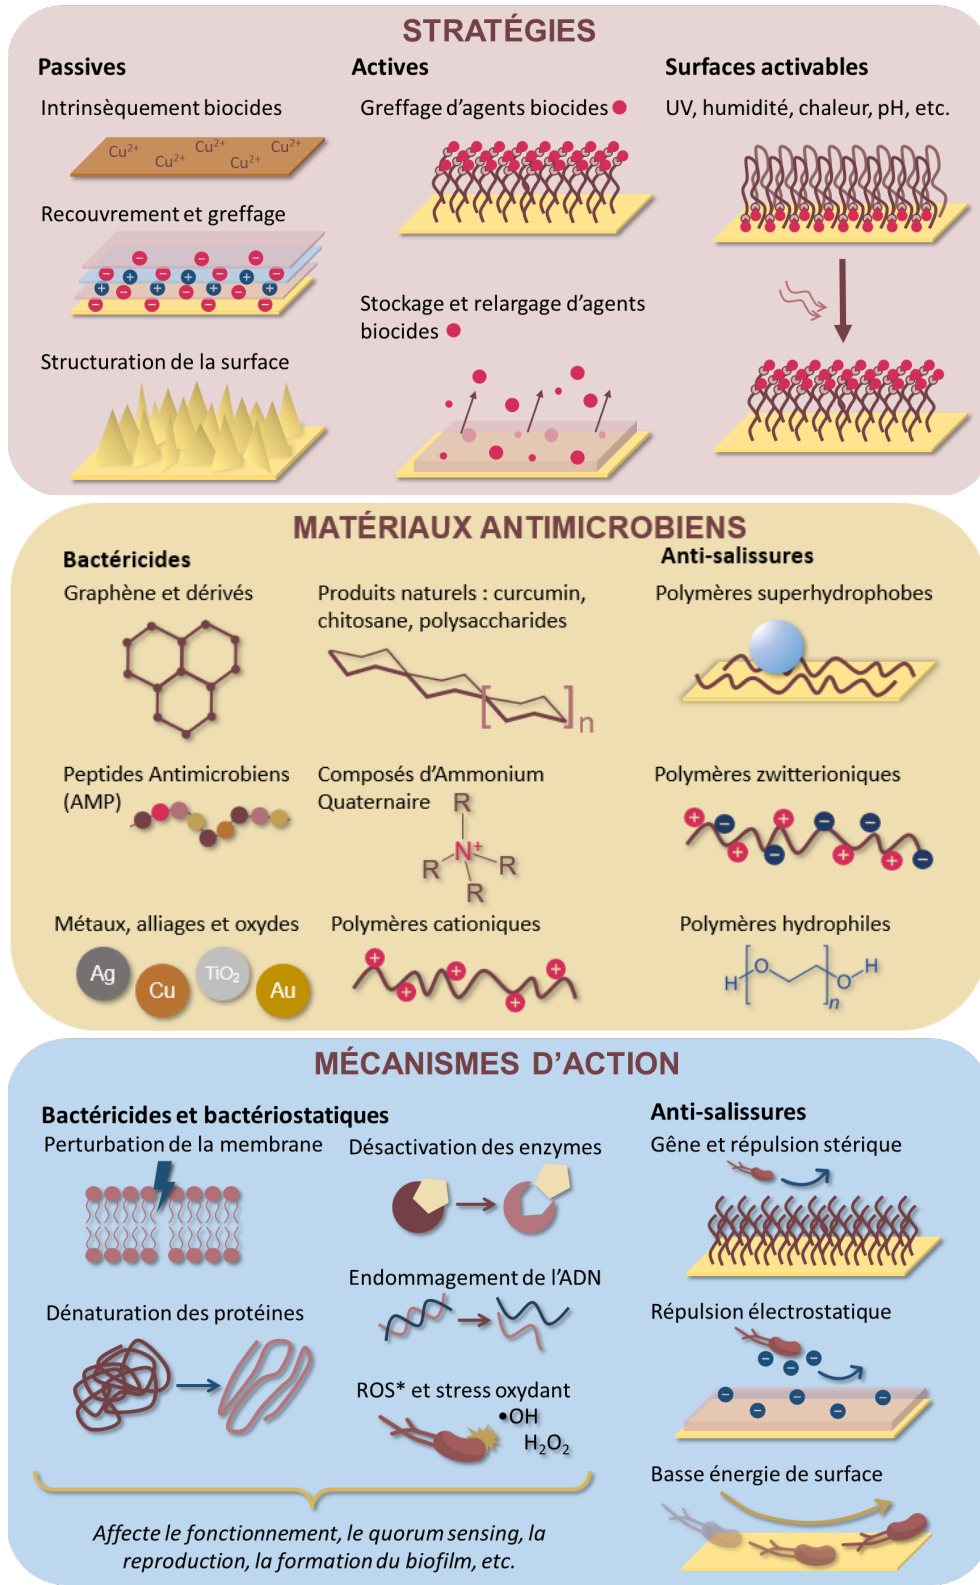 STRATÉGIES
Passives
Intrinsèquement biocides
Cu²⁺ Cu²⁺ Cu²⁺ Cu²⁺ Cu²⁺
Recouvrement et greffage
− − −
− + − + − +
+ − + − + −
− − − −
Structuration de la surface
Actives
Greffage d’agents biocides
Stockage et relargage d’agents
biocides
Surfaces activables
UV, humidité, chaleur, pH, etc.
MATÉRIAUX ANTIMICROBIENS
Bactéricides
Graphène et dérivés
Produits naturels : curcumin,
chitosane, polysaccharides
[ ]n
Peptides Antimicrobiens
(AMP)
Composés d’Ammonium
Quaternaire
R
R N⁺ R
R
Métaux, alliages et oxydes
Ag Cu TiO₂ Au
Polymères cationiques
+ + + + +
Anti-salissures
Polymères superhydrophobes
Polymères zwitterioniques
+ − + − + − + − + −
Polymères hydrophiles
H [ O ]n O H
MÉCANISMES D’ACTION
Bactéricides et bactériostatiques
Perturbation de la membrane
Désactivation des enzymes
Endommagement de l’ADN
Dénaturation des protéines
ROS* et stress oxydant
•OH
H₂O₂
Affecte le fonctionnement, le quorum sensing, la
reproduction, la formation du biofilm, etc.
Anti-salissures
Gêne et répulsion stérique
Répulsion électrostatique
− − −
− − − − −
Basse énergie de surface